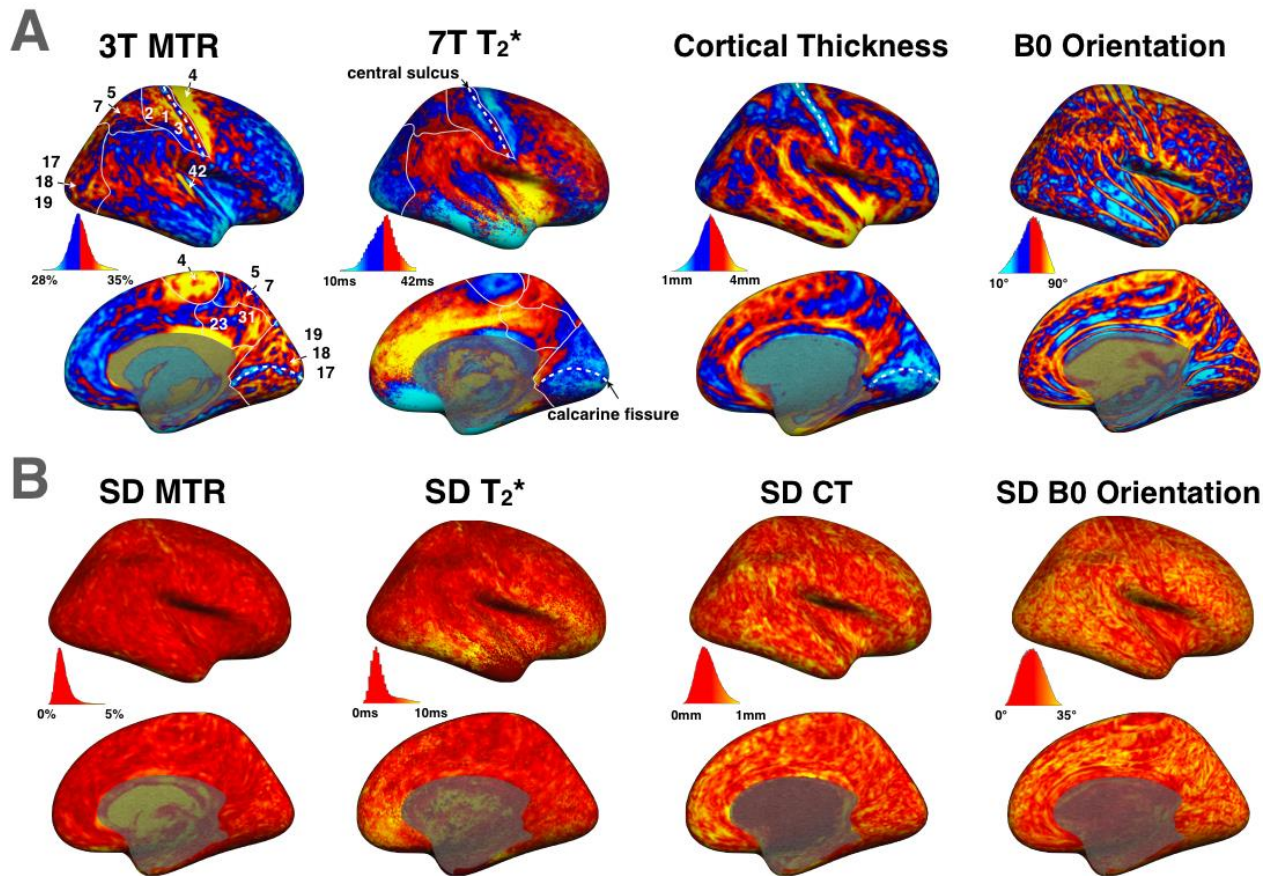 A
3T MTR
7T T₂*
Cortical Thickness
B0 Orientation
central sulcus
4
5
7
2
1
3
42
17
18
19
28%
35%
10ms
42ms
1mm
4mm
10°
90°
4
5
7
23
31
19
18
17
calcarine fissure
B
SD MTR
SD T₂*
SD CT
SD B0 Orientation
0%
5%
0ms
10ms
0mm
1mm
0°
35°